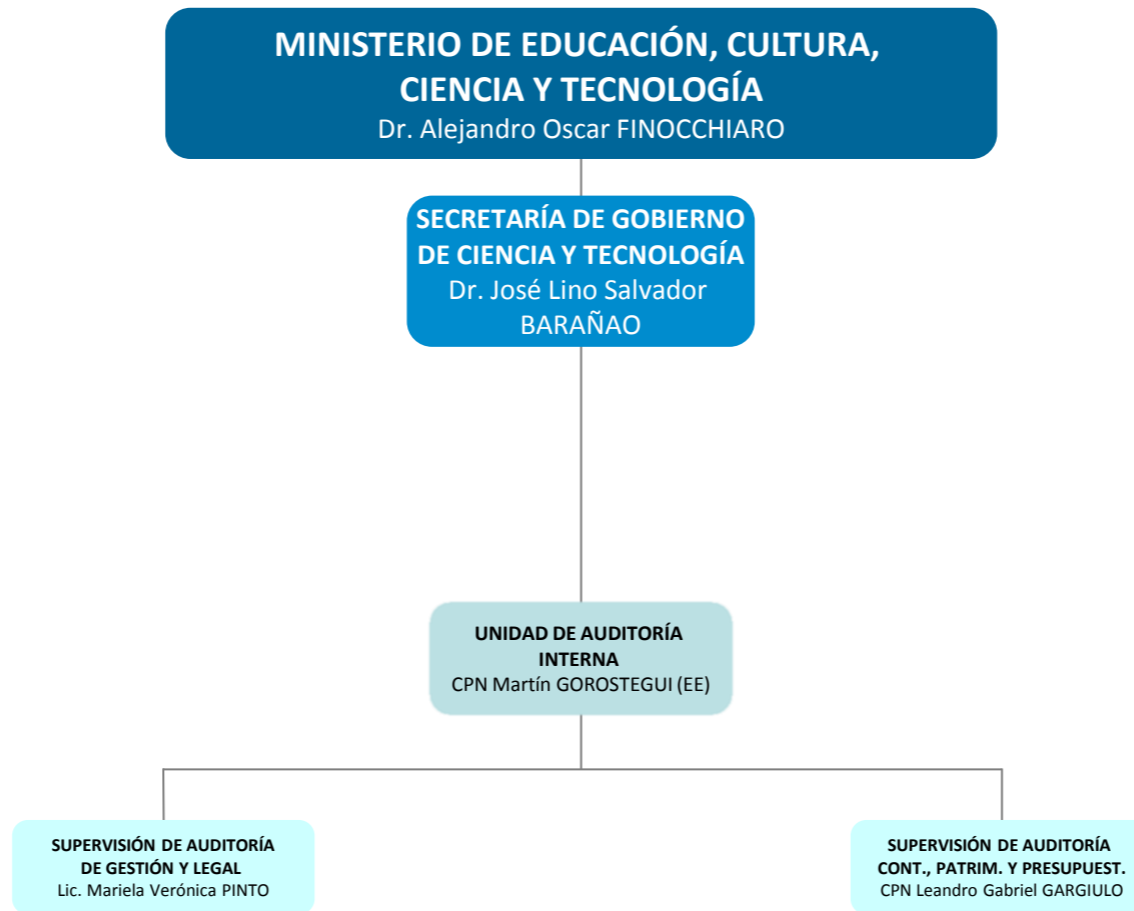 MINISTERIO DE EDUCACIÓN, CULTURA,
CIENCIA Y TECNOLOGÍA
Dr. Alejandro Oscar FINOCCHIARO
SECRETARÍA DE GOBIERNO
DE CIENCIA Y TECNOLOGÍA
Dr. José Lino Salvador
BARAÑAO
UNIDAD DE AUDITORÍA
INTERNA
CPN Martín GOROSTEGUI (EE)
SUPERVISIÓN DE AUDITORÍA
DE GESTIÓN Y LEGAL
Lic. Mariela Verónica PINTO
SUPERVISIÓN DE AUDITORÍA
CONT., PATRIM. Y PRESUPUEST.
CPN Leandro Gabriel GARGIULO